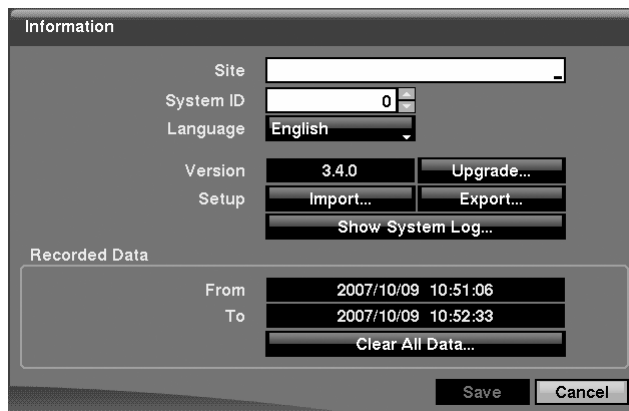 Information
Site
System ID 0
Language English
Version 3.4.0 Upgrade...
Setup Import... Export...
Show System Log...
Recorded Data
From 2007/10/09 10:51:06
To 2007/10/09 10:52:33
Clear All Data...
Save Cancel